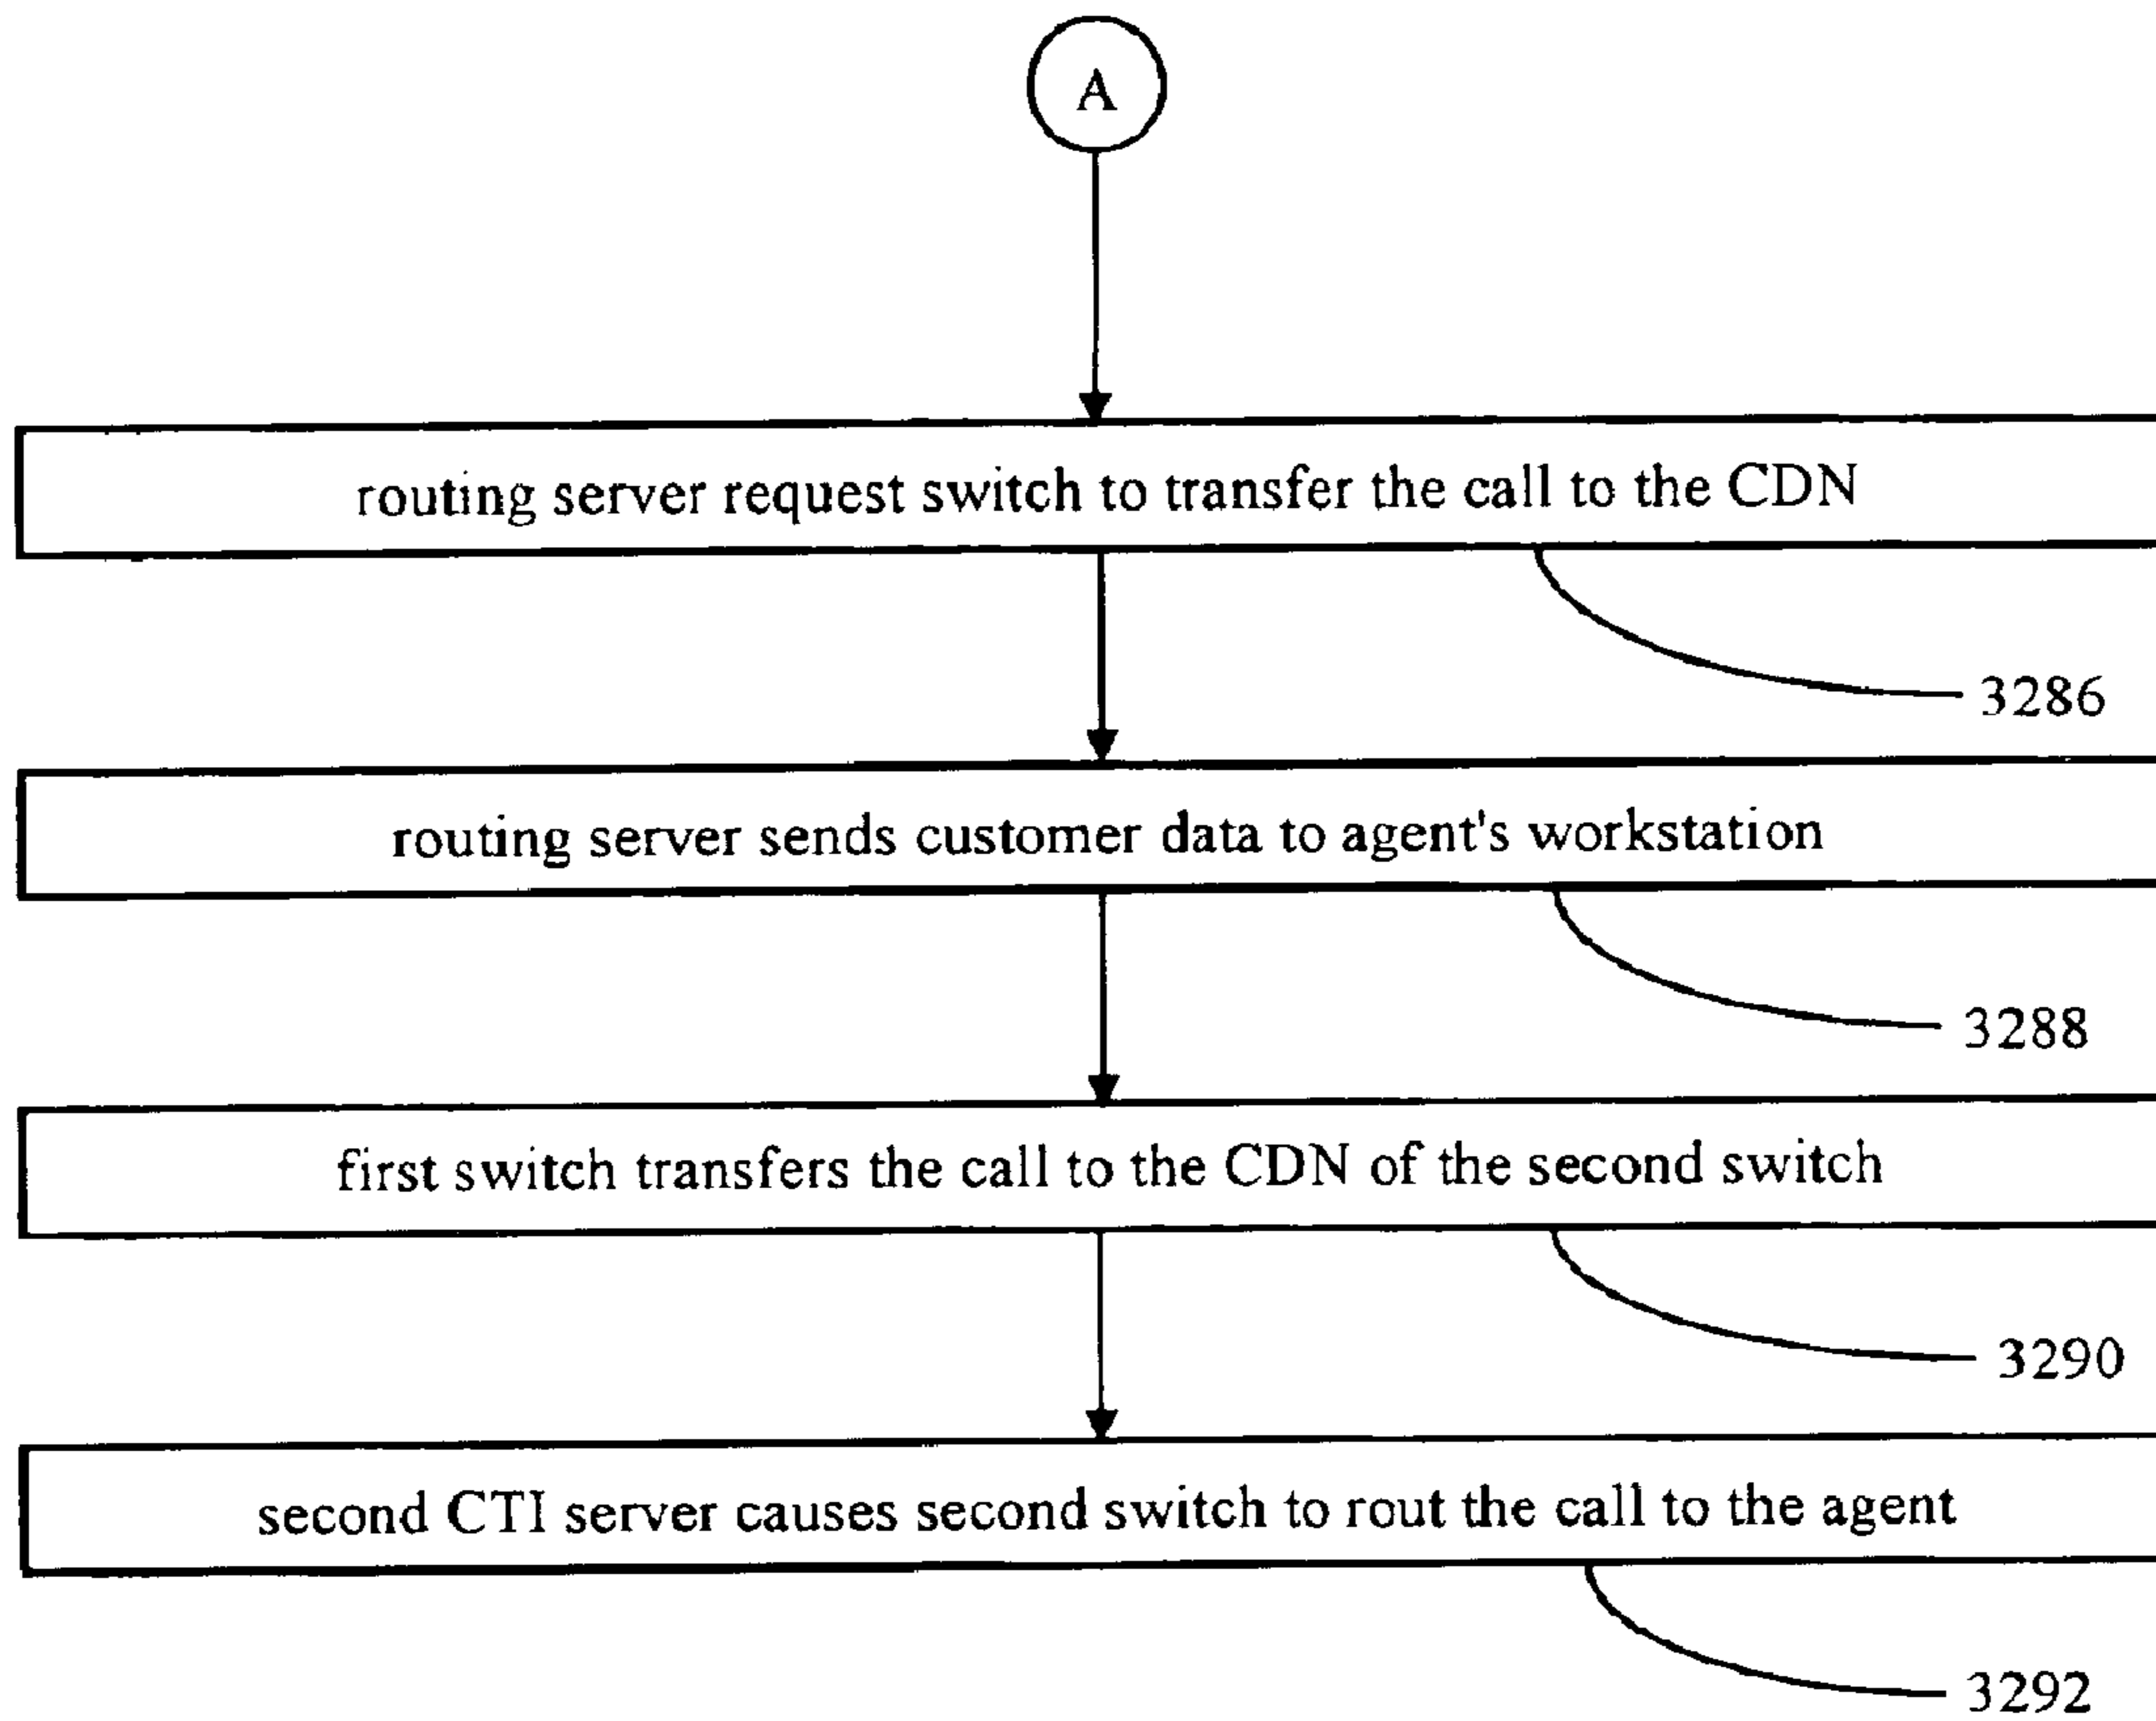 A
routing server request switch to transfer the call to the CDN
3286
routing server sends customer data to agent's workstation
3288
first switch transfers the call to the CDN of the second switch
3290
second CTI server causes second switch to rout the call to the agent
3292